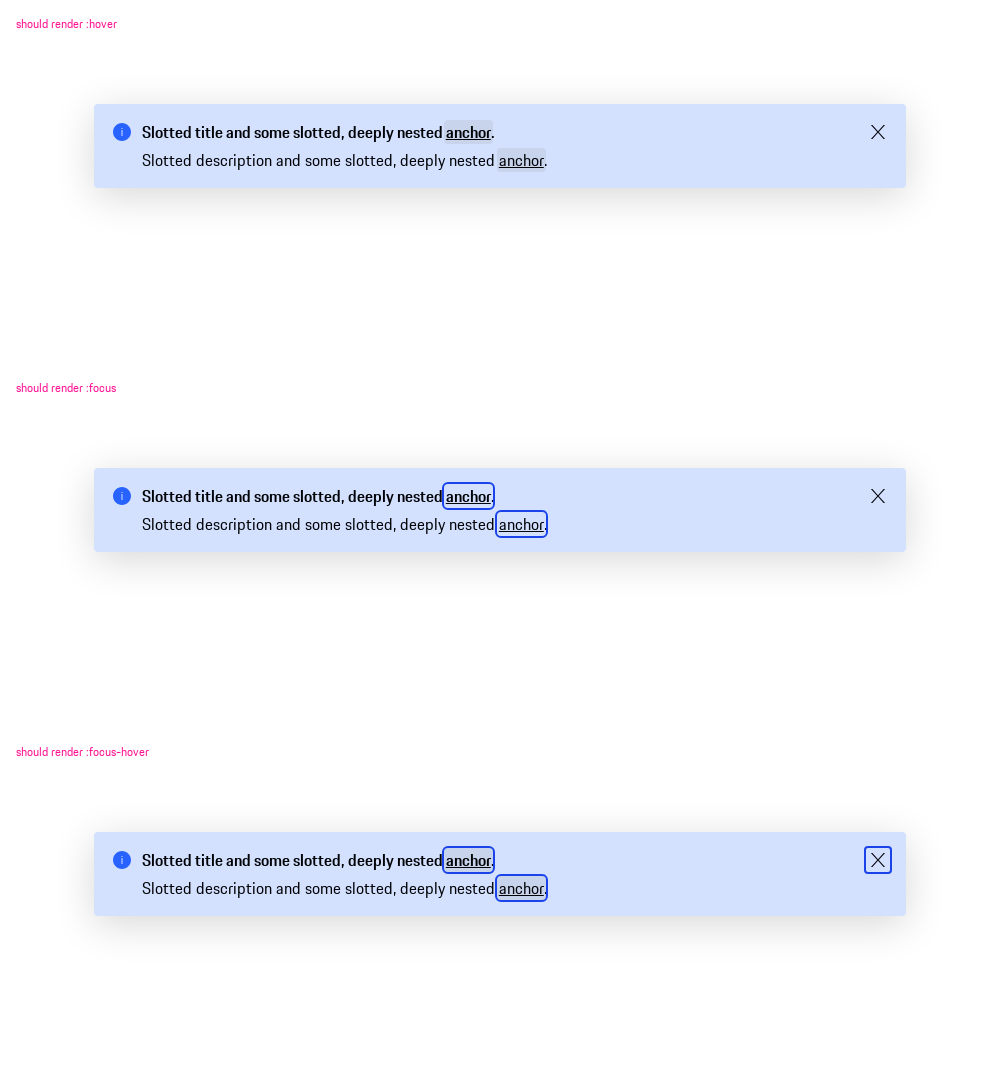 should render :hover
Slotted title and some slotted, deeply nested anchor.
Slotted description and some slotted, deeply nested anchor.
should render :focus
Slotted title and some slotted, deeply nested anchor.
Slotted description and some slotted, deeply nested anchor.
should render :focus-hover
Slotted title and some slotted, deeply nested anchor.
Slotted description and some slotted, deeply nested anchor.